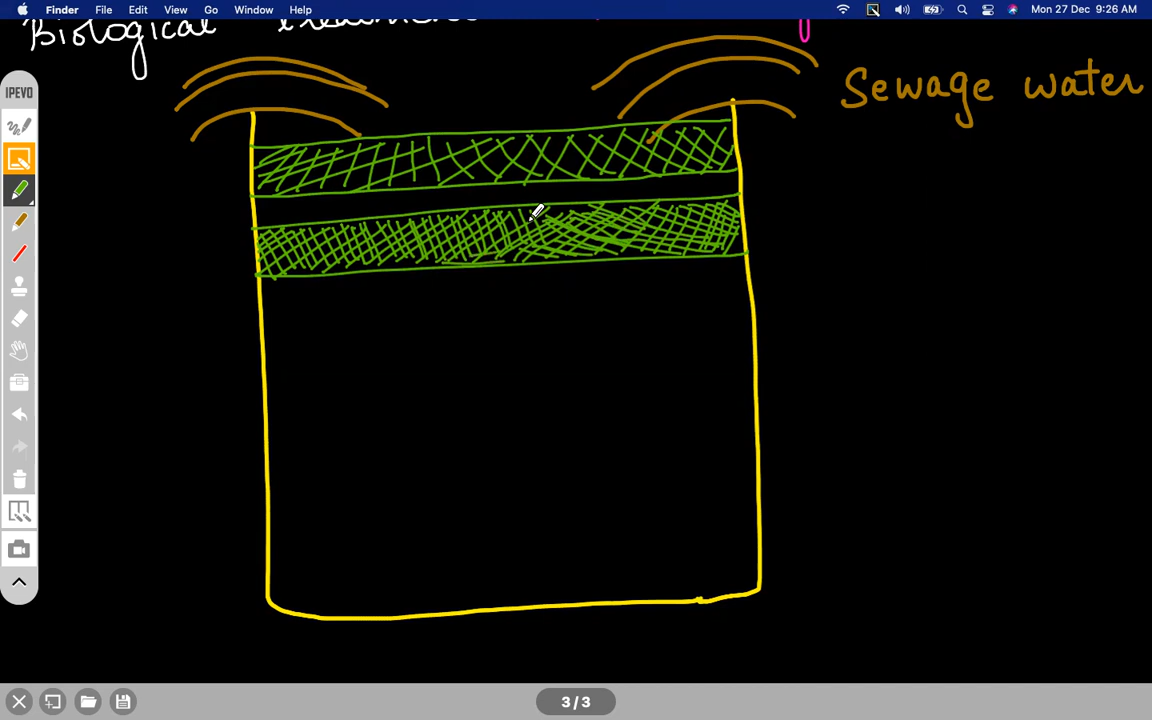 Finder File Edit View Go Window Help Mon 27 Dec 9:26 AM
Biological
IPEVO
Sewage water
3 / 3